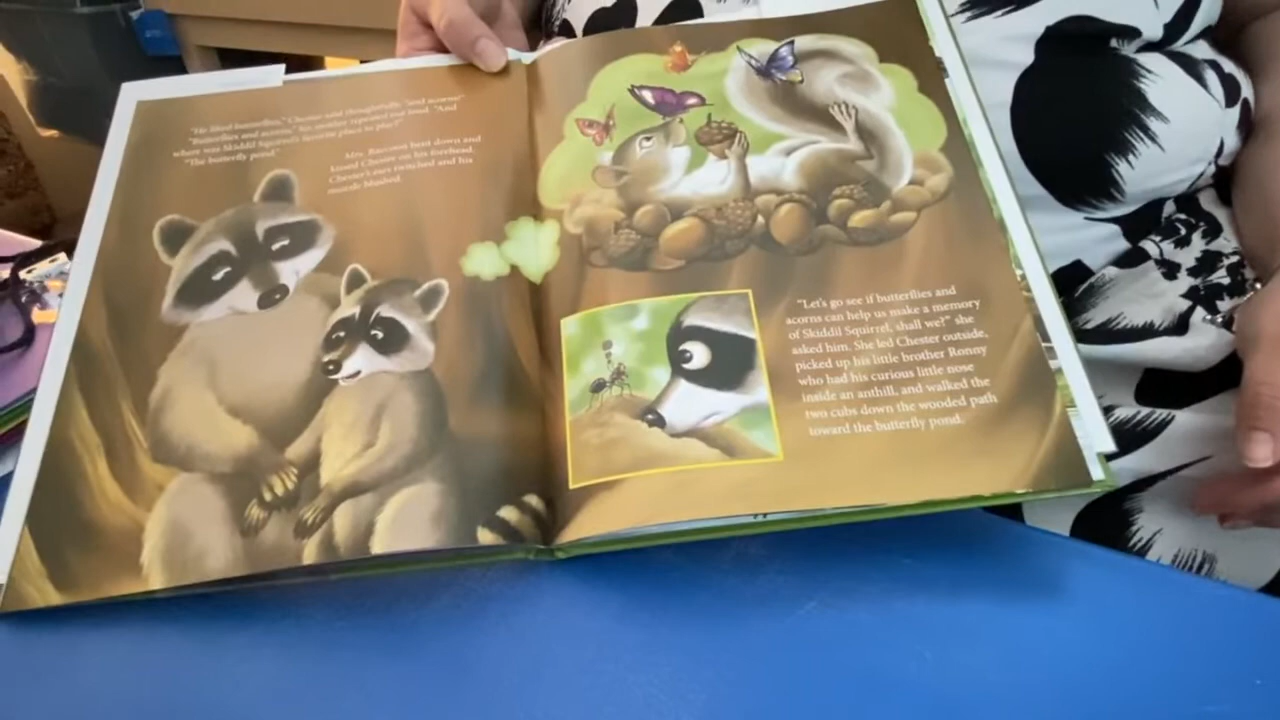 "He liked butterflies," Chester said thoughtfully, "and acorns!"
"Butterflies and acorns," his mother repeated out loud. "And
where was Skiddil Squirrel's favorite place to play?"
"The butterfly pond."
Mrs. Raccoon bent down and
kissed Chester on his forehead.
Chester's ears twitched and his
muzzle blushed.
"Let's go see if butterflies and
acorns can help us make a memory
of Skiddil Squirrel, shall we?" she
asked him. She led Chester outside,
picked up his little brother Ronny
who had his curious little nose
inside an anthill, and walked the
two cubs down the wooded path
toward the butterfly pond.